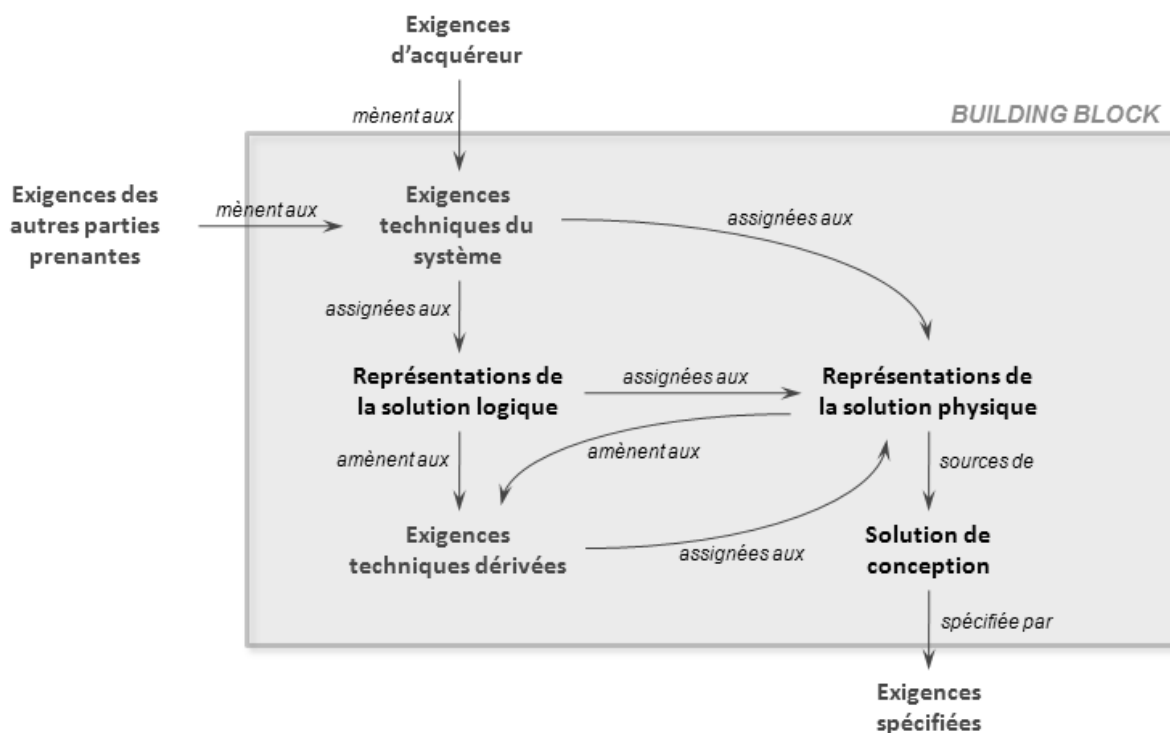 Exigences
d'acquéreur
mènent aux
BUILDING BLOCK
Exigences des
autres parties
prenantes
mènent aux
Exigences
techniques du
système
assignées aux
assignées aux
Représentations de
la solution logique
assignées aux
Représentations de
la solution physique
amènent aux
amènent aux
sources de
Exigences
techniques dérivées
assignées aux
Solution de
conception
spécifiée par
Exigences
spécifiées